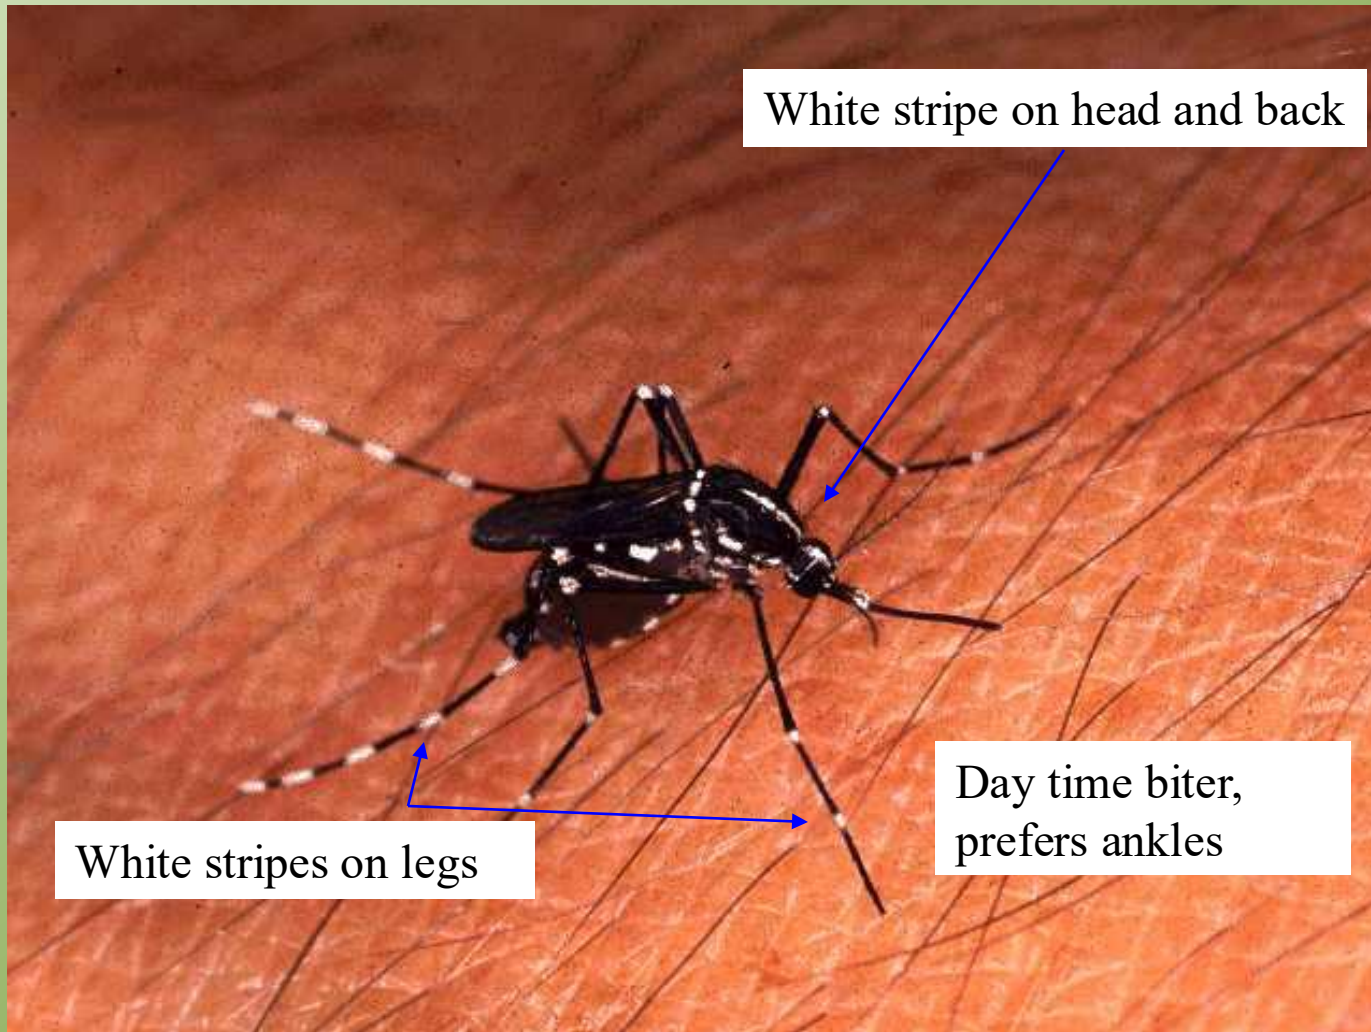 White stripe on head and back
Day time biter,
prefers ankles
White stripes on legs